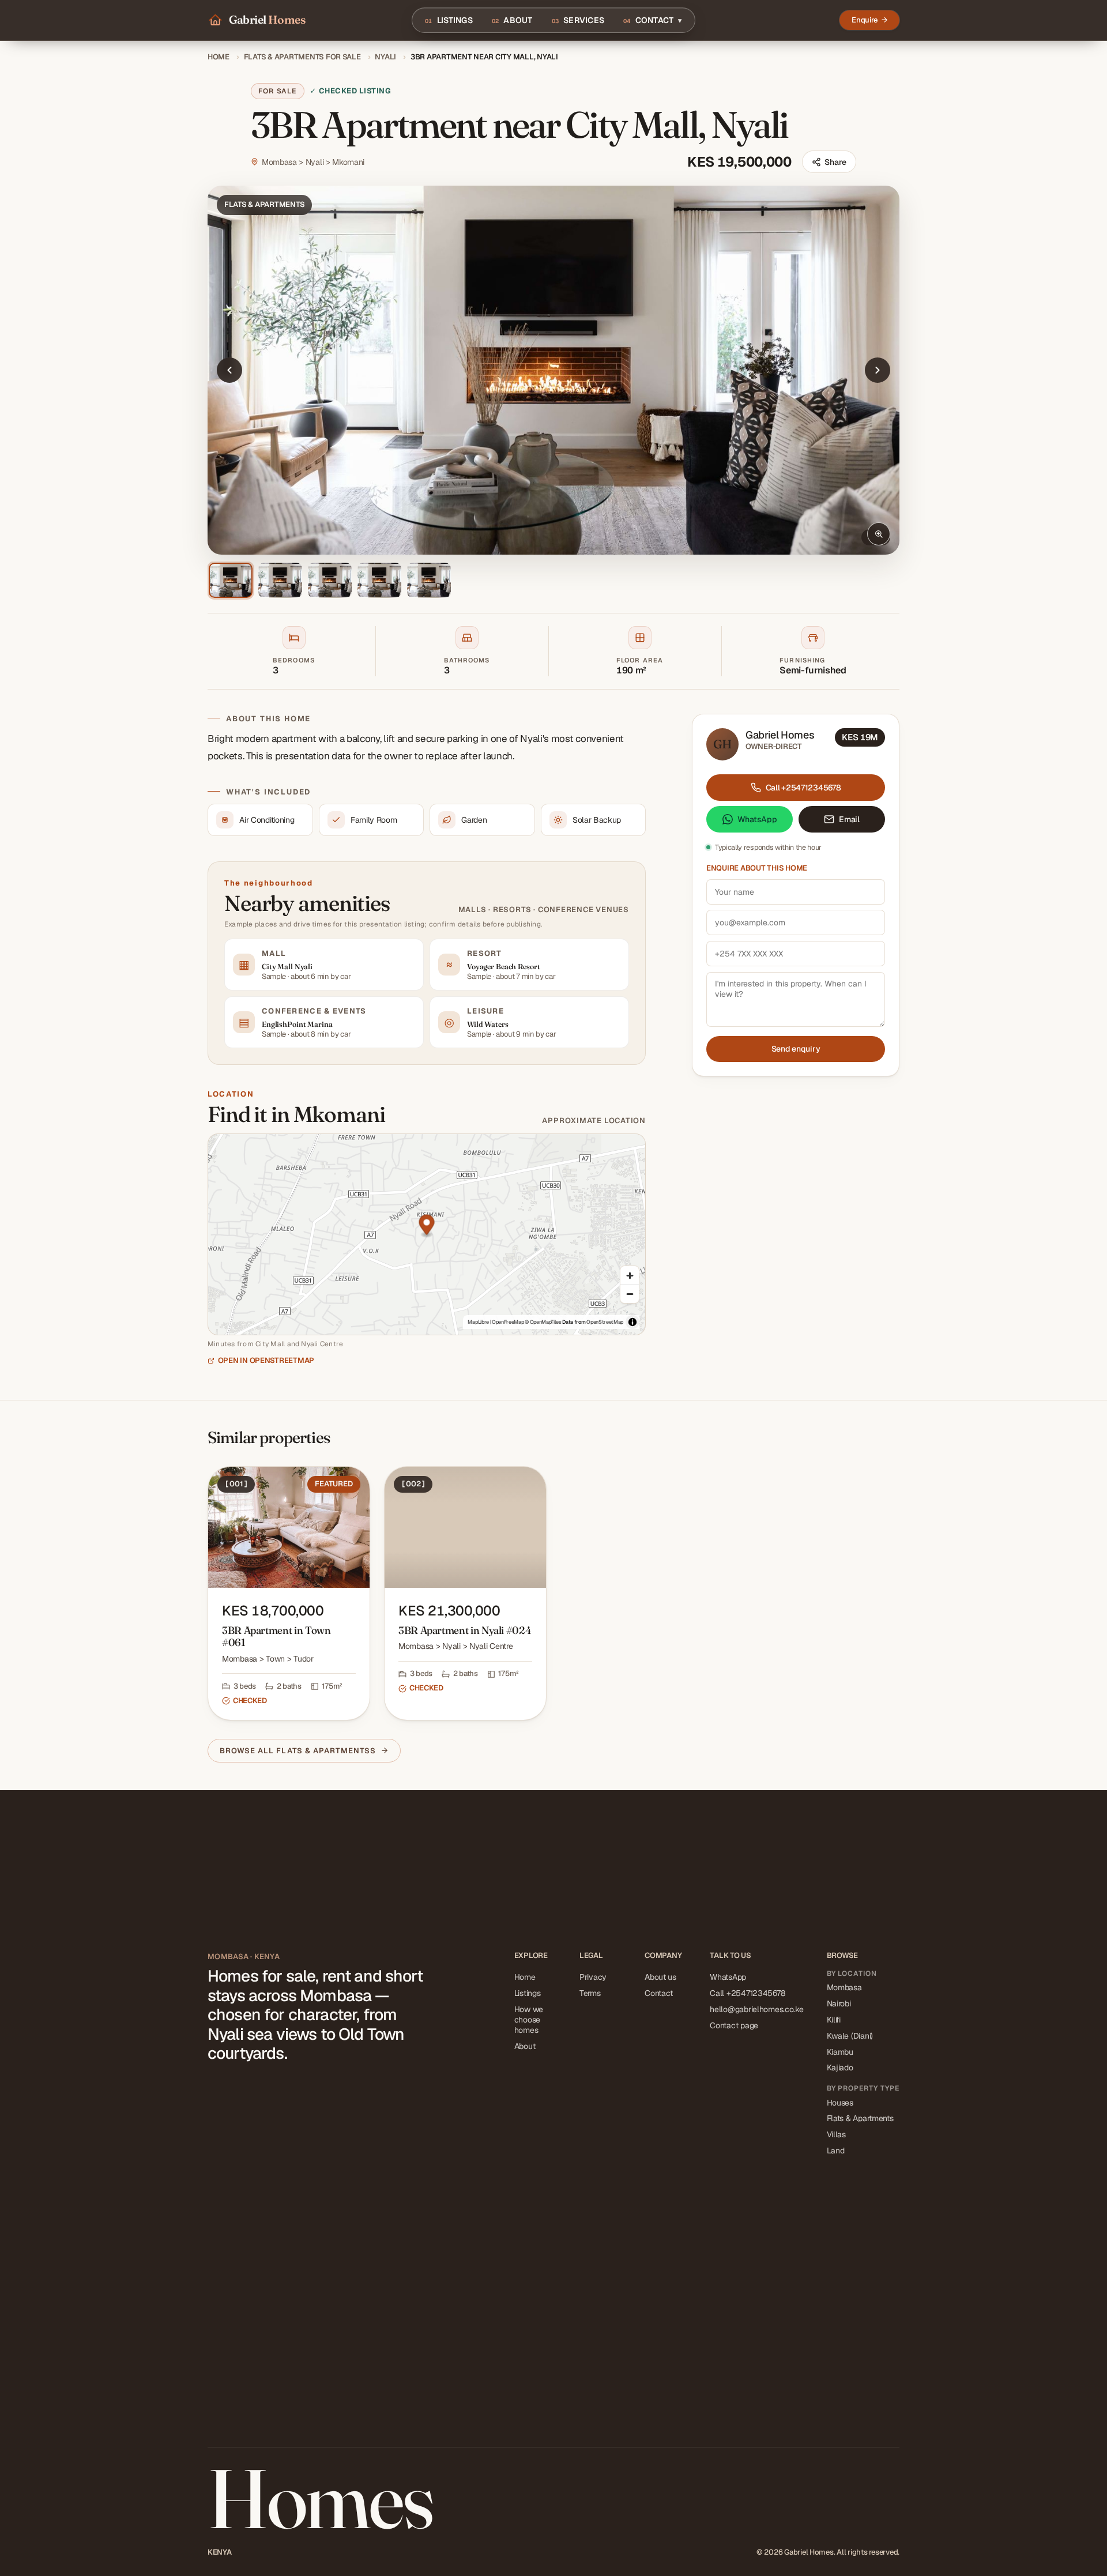 Gabriel Homes
01 LISTINGS 02 ABOUT 03 SERVICES 04 CONTACT ▾
Enquire →
HOME › FLATS & APARTMENTS FOR SALE › NYALI › 3BR APARTMENT NEAR CITY MALL, NYALI
FOR SALE ✓ CHECKED LISTING
3BR Apartment near City Mall, Nyali
Mombasa > Nyali > Mkomani
KES 19,500,000
Share
FLATS & APARTMENTS
BEDROOMS
3
BATHROOMS
3
FLOOR AREA
190 m²
FURNISHING
Semi-furnished
ABOUT THIS HOME
Bright modern apartment with a balcony, lift and secure parking in one of Nyali's most convenient
pockets. This is presentation data for the owner to replace after launch.
WHAT'S INCLUDED
Air Conditioning
Family Room
Garden
Solar Backup
The neighbourhood
Nearby amenities
MALLS · RESORTS · CONFERENCE VENUES
Example places and drive times for this presentation listing; confirm details before publishing.
MALL
City Mall Nyali
Sample · about 6 min by car
RESORT
Voyager Beach Resort
Sample · about 7 min by car
CONFERENCE & EVENTS
EnglishPoint Marina
Sample · about 8 min by car
LEISURE
Wild Waters
Sample · about 9 min by car
LOCATION
Find it in Mkomani
APPROXIMATE LOCATION
FRERE TOWN
BOMBOLULU
A7
BARSHEBA
UCB31
UCB30
KEN
UCB31
Nyali Road
MLALEO
A7
ZIWA LA
NG'OMBE
RONI
V.O.K
Old Malindi Road
UCB31
LEISURE
UCB3
A7
MapLibre | OpenFreeMap © OpenMapTiles Data from OpenStreetMap
Minutes from City Mall and Nyali Centre
OPEN IN OPENSTREETMAP
GH
Gabriel Homes
OWNER-DIRECT
KES 19M
Call +254712345678
WhatsApp
Email
Typically responds within the hour
ENQUIRE ABOUT THIS HOME
Your name
you@example.com
+254 7XX XXX XXX
I'm interested in this property. When can I
view it?
Send enquiry
Similar properties
[001]
FEATURED
KES 18,700,000
3BR Apartment in Town
#061
Mombasa > Town > Tudor
3 beds 2 baths 175m²
CHECKED
[002]
KES 21,300,000
3BR Apartment in Nyali #024
Mombasa > Nyali > Nyali Centre
3 beds 2 baths 175m²
CHECKED
BROWSE ALL FLATS & APARTMENTSS →
MOMBASA · KENYA
Homes for sale, rent and short
stays across Mombasa —
chosen for character, from
Nyali sea views to Old Town
courtyards.
EXPLORE
Home
Listings
How we
choose
homes
About
LEGAL
Privacy
Terms
COMPANY
About us
Contact
TALK TO US
WhatsApp
Call +254712345678
hello@gabrielhomes.co.ke
Contact page
BROWSE
BY LOCATION
Mombasa
Nairobi
Kilifi
Kwale (Diani)
Kiambu
Kajiado
BY PROPERTY TYPE
Houses
Flats & Apartments
Villas
Land
Homes
KENYA
© 2026 Gabriel Homes. All rights reserved.